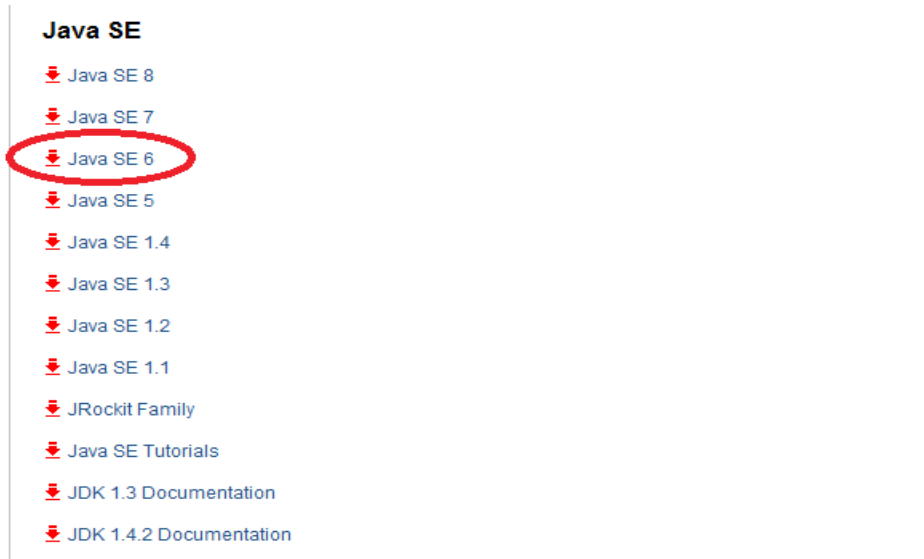 Java SE
Java SE 8
Java SE 7
Java SE 6
Java SE 5
Java SE 1.4
Java SE 1.3
Java SE 1.2
Java SE 1.1
JRockit Family
Java SE Tutorials
JDK 1.3 Documentation
JDK 1.4.2 Documentation